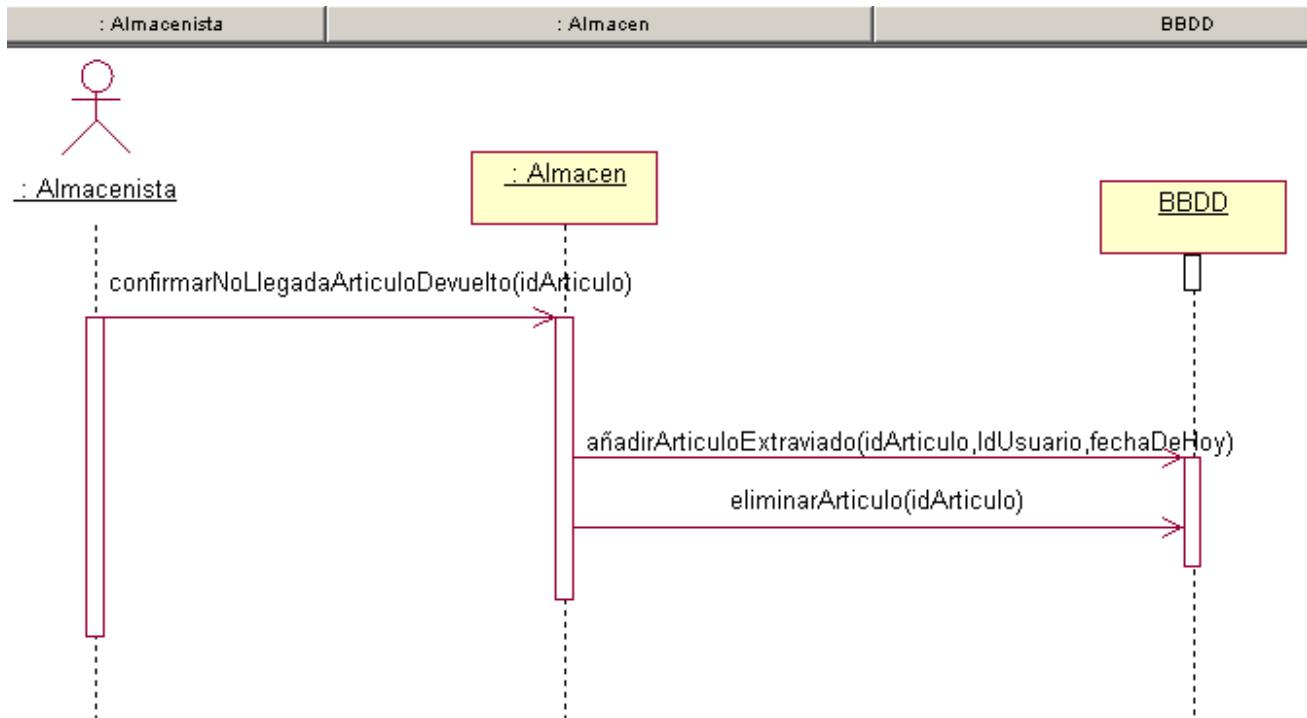 : Almacenista
: Almacen
BBDD
: Almacenista
: Almacen
BBDD
confirmarNoLlegadaArticuloDevuelto(idArticulo)
añadirArticuloExtraviado(idArticulo,IdUsuario,fechaDeHoy)
eliminarArticulo(idArticulo)